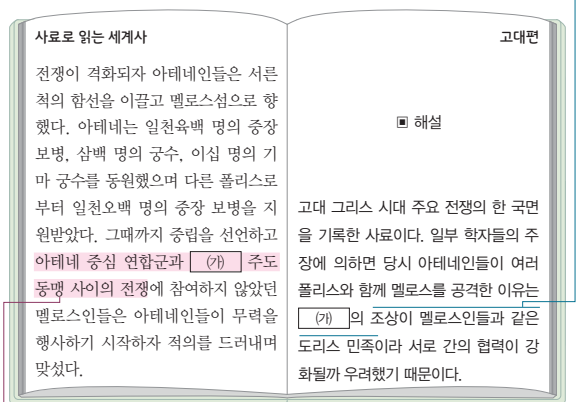 사료로 읽는 세계사
전쟁이 격화되자 아테네인들은 서른
척의 함선을 이끌고 멜로스섬으로 향
했다. 아테네는 일천육백 명의 중장
보병, 삼백 명의 궁수, 이십 명의 기
마 궁수를 동원했으며 다른 폴리스로
부터 일천오백 명의 중장 보병을 지
원받았다. 그때까지 중립을 선언하고
아테네 중심 연합군과 (가) 주도
동맹 사이의 전쟁에 참여하지 않았던
멜로스인들은 아테네인들이 무력을
행사하기 시작하자 적의를 드러내며
맞섰다.
고대편
▣ 해설
고대 그리스 시대 주요 전쟁의 한 국면
을 기록한 사료이다. 일부 학자들의 주
장에 의하면 당시 아테네인들이 여러
폴리스와 함께 멜로스를 공격한 이유는
(가) 의 조상이 멜로스인들과 같은
도리스 민족이라 서로 간의 협력이 강
화될까 우려했기 때문이다.